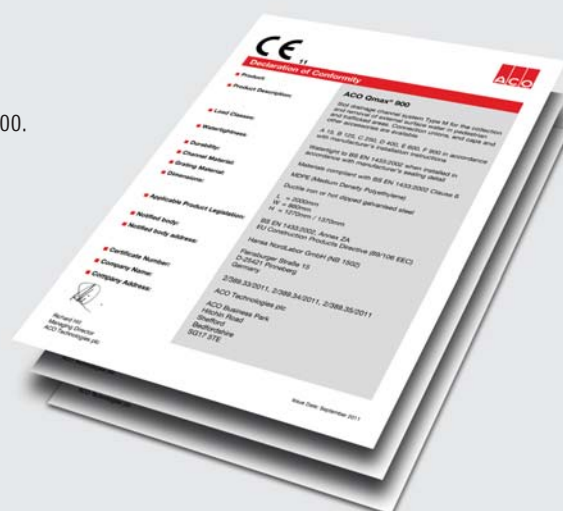 00.
CE 11
ACO
Declaration of Conformity
Product:
ACO Qmax® 900
Product Description:
Slot drainage channel system Type M for the collection
and removal of external surface water in pedestrian
and trafficked areas. Connection unions, end caps and
other accessories are available
Load Classes:
A 15, B 125, C 250, D 400, E 600, F 900 in accordance
with manufacturer's installation instructions
Watertightness:
Watertight to BS EN 1433:2002 when installed in
accordance with manufacturer's sealing detail
Durability:
Materials compliant with BS EN 1433:2002 Clause 6
Channel Material:
MDPE (Medium Density Polyethylene)
Grating Material:
Ductile iron or hot dipped galvanised steel
Dimensions:
L = 2000mm
W = 880mm
H = 1270mm / 1370mm
Applicable Product Legislation:
BS EN 1433:2002, Annex ZA
EU Construction Products Directive (89/106 EEC)
Notified body:
Hansa NordLabor GmbH (NB 1502)
Notified body address:
Flensburger Straße 15
D-25421 Pinneberg
Germany
Certificate Number:
2/389.33/2011, 2/389.34/2011, 2/389.35/2011
Company Name:
ACO Technologies plc
Company Address:
ACO Business Park
Hitchin Road
Shefford
Bedfordshire
SG17 5TE
Richard Hill
Managing Director
ACO Technologies plc
Issue Date: September 2011
ACO Technologies plc